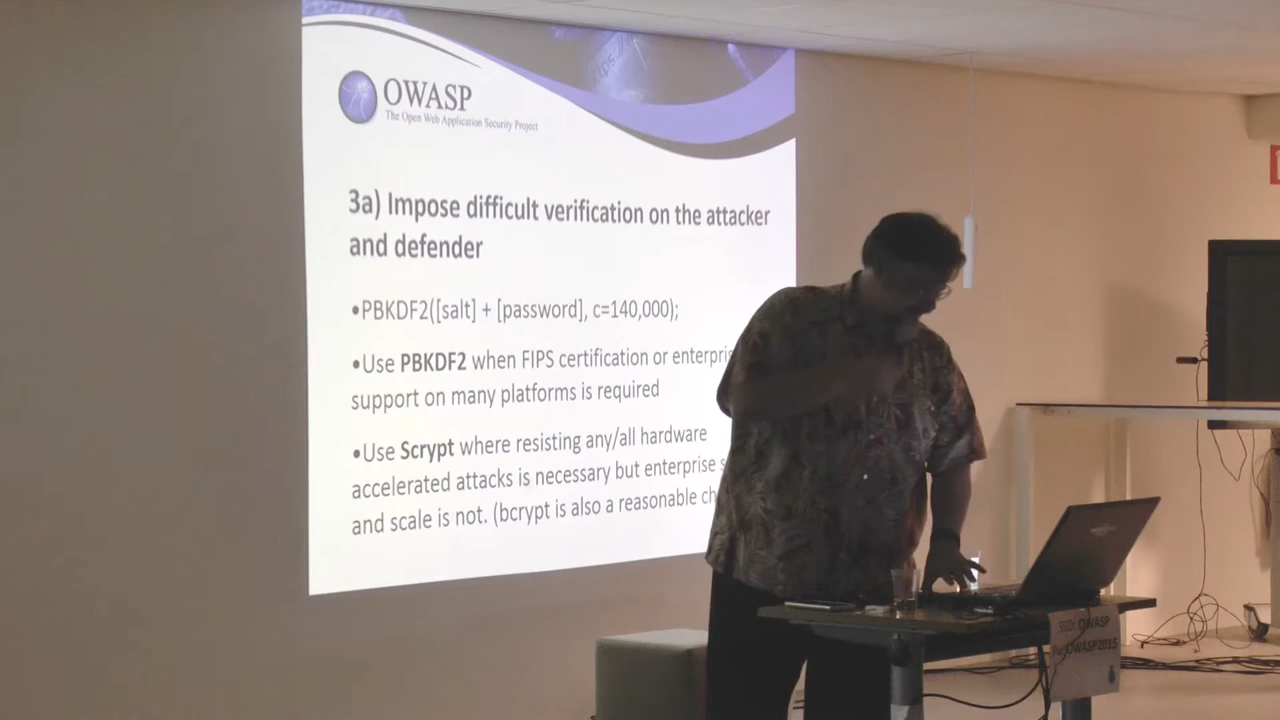 OWASP
The Open Web Application Security Project
3a) Impose difficult verification on the attacker
and defender
•PBKDF2([salt] + [password], c=140,000);
•Use PBKDF2 when FIPS certification or
support on many platforms is required
•Use Scrypt where resisting any/all hardware
accelerated attacks is necessary but enterprise
and scale is not. (bcrypt is also a reasonable
OWASP
OWASP2015